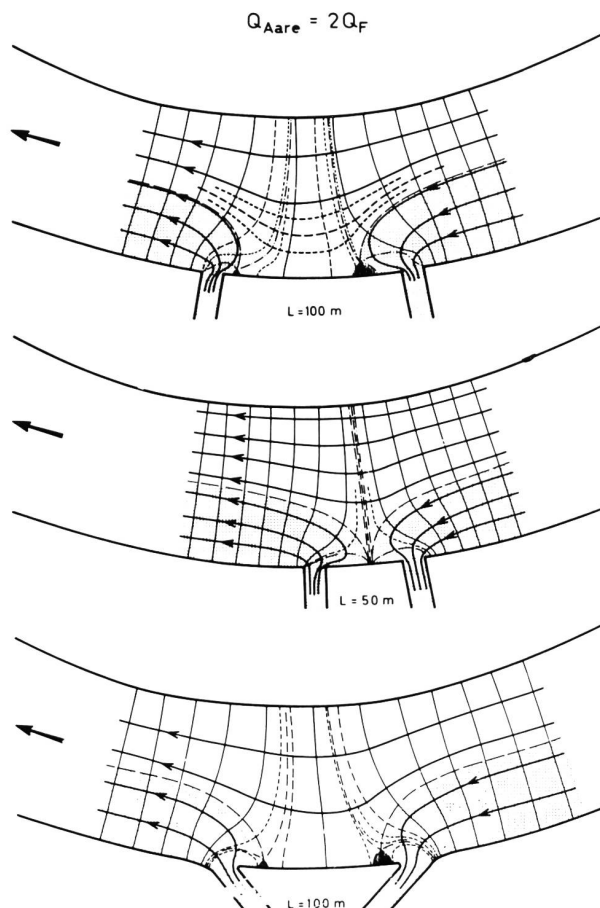 Q_Aare = 2Q_F
L = 100 m
L = 50 m
L = 100 m